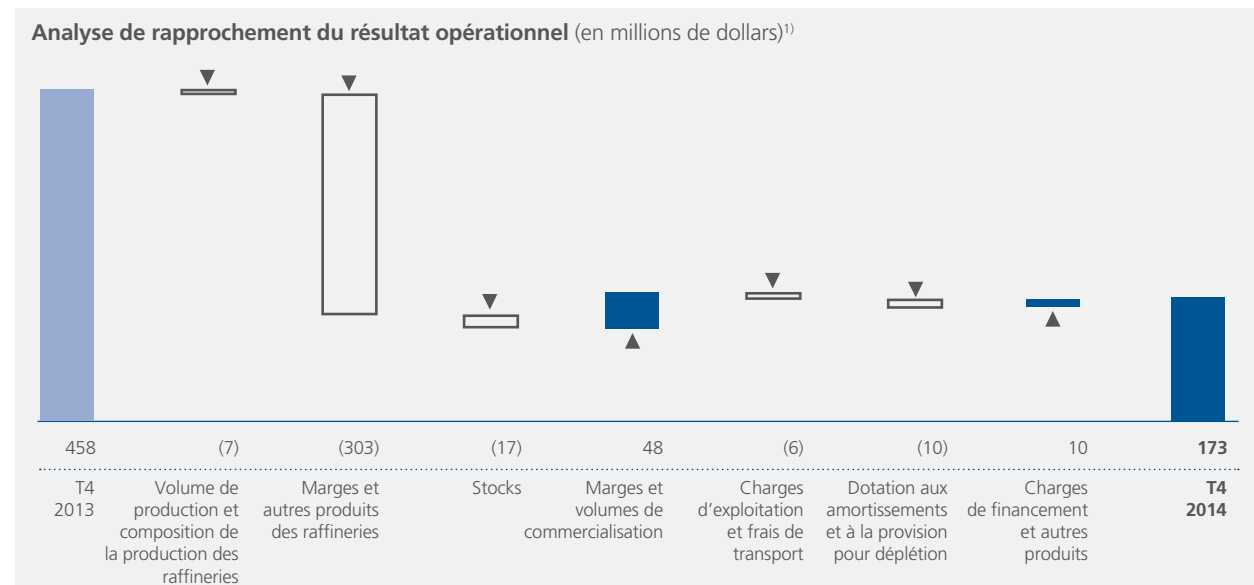 Analyse de rapprochement du résultat opérationnel (en millions de dollars)1)
458 (7) (303) (17) 48 (6) (10) 10 173
T4
2013
Volume de
production et
composition de
la production des
raffineries
Marges et
autres produits
des raffineries
Stocks
Marges et
volumes de
commercialisation
Charges
d'exploitation
et frais de
transport
Dotation aux
amortissements
et à la provision
pour déplétion
Charges
de financement
et autres
produits
T4
2014